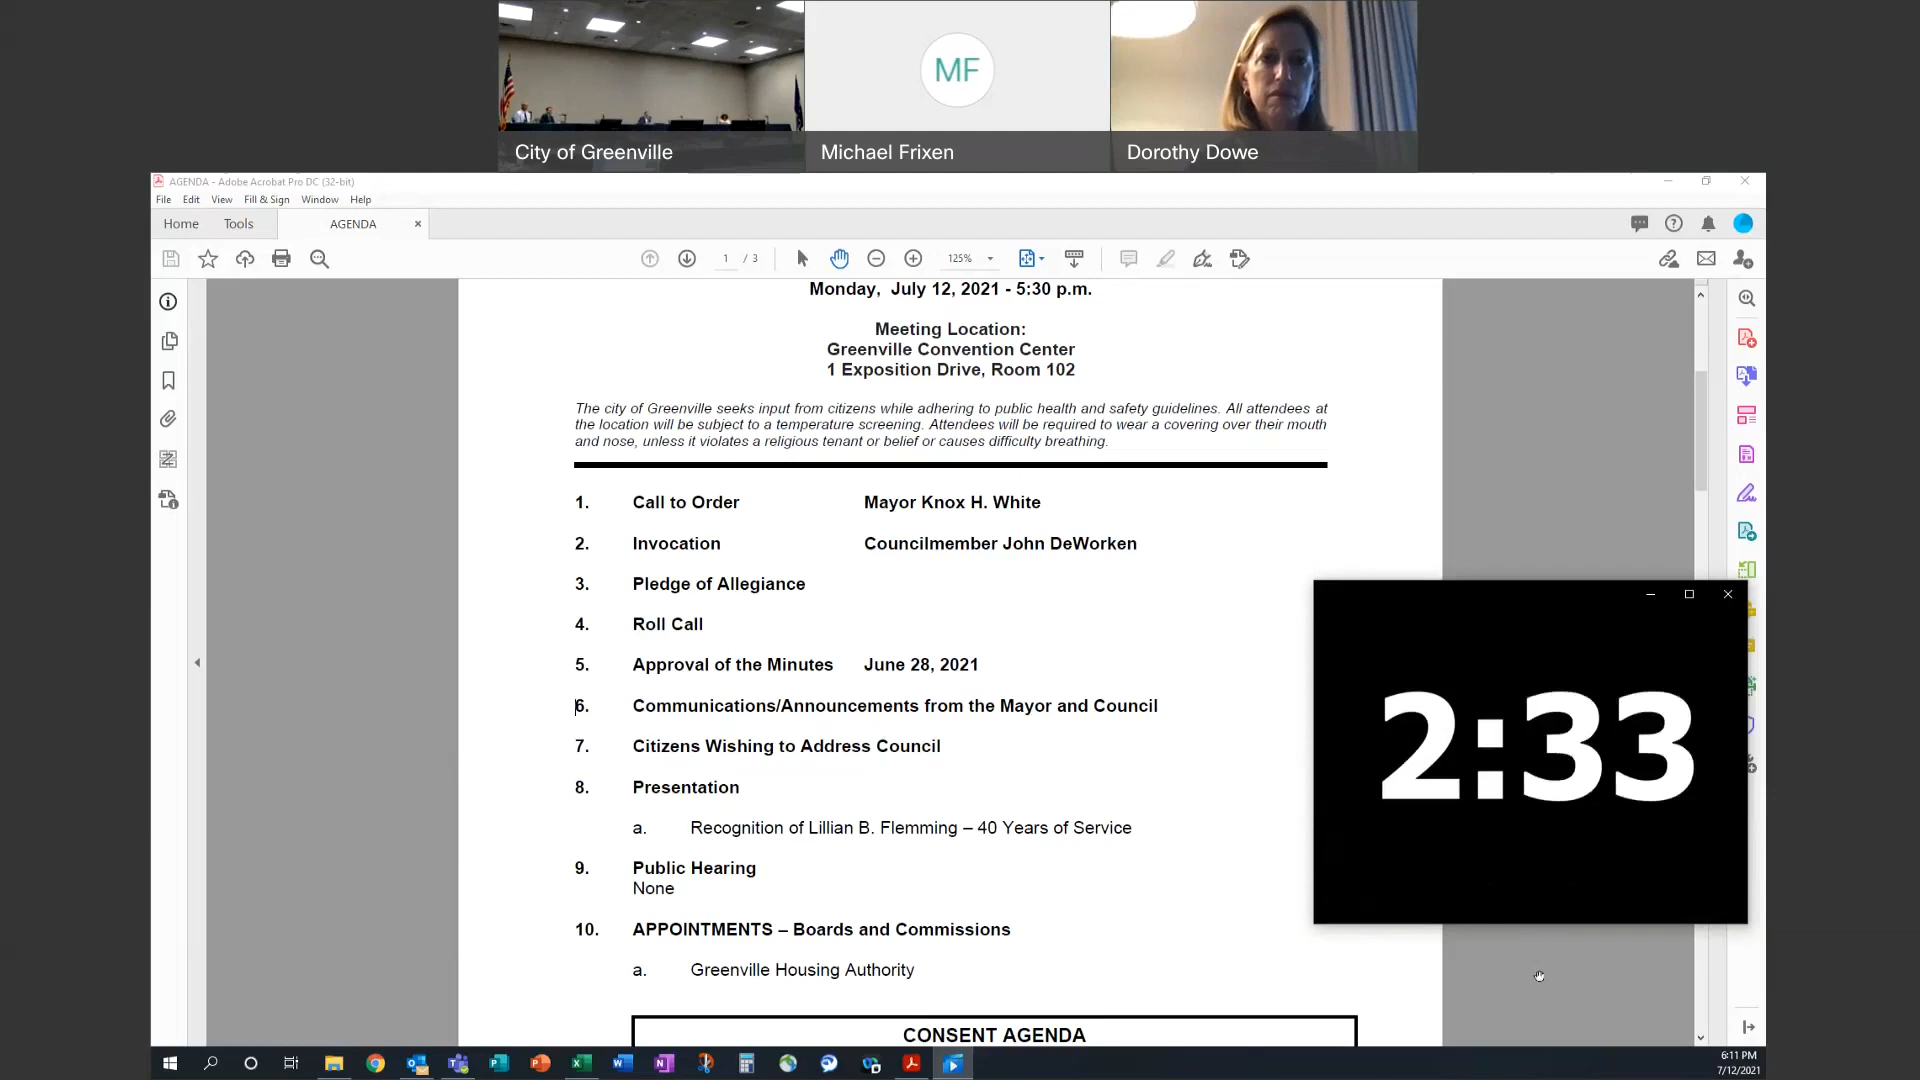 MF
City of Greenville
Michael Frixen
Dorothy Dowe
AGENDA - Adobe Acrobat Pro DC (32-bit)
File Edit View Fill & Sign Window Help
Home Tools AGENDA
1 / 3 125%
Monday, July 12, 2021 - 5:30 p.m.
Meeting Location:
Greenville Convention Center
1 Exposition Drive, Room 102
The city of Greenville seeks input from citizens while adhering to public health and safety guidelines. All attendees at
the location will be subject to a temperature screening. Attendees will be required to wear a covering over their mouth
and nose, unless it violates a religious tenant or belief or causes difficulty breathing.
1. Call to Order Mayor Knox H. White
2. Invocation Councilmember John DeWorken
3. Pledge of Allegiance
4. Roll Call
5. Approval of the Minutes June 28, 2021
6. Communications/Announcements from the Mayor and Council
7. Citizens Wishing to Address Council
8. Presentation
a. Recognition of Lillian B. Flemming – 40 Years of Service
9. Public Hearing
None
10. APPOINTMENTS – Boards and Commissions
a. Greenville Housing Authority
CONSENT AGENDA
2:33
6:11 PM
7/12/2021